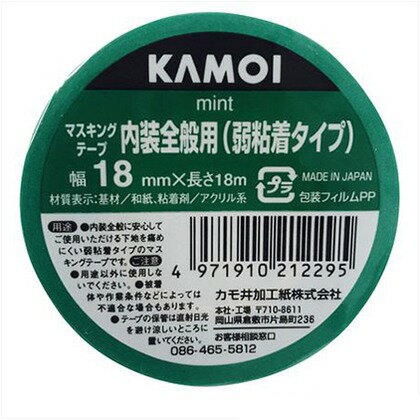 KAMOI
mint
マスキング
テープ
内装全般用(弱粘着タイプ)
幅 18 mm×長さ18m
プラ
MADE IN JAPAN
包装フィルムPP
材質表示:基材/和紙、粘着剤/アクリル系
用途 ●内装全般に安心して
ご使用いただける下地を痛め
にくい弱粘着タイプのマス
キングテープです。ご注意
●用途以外に使用しな
いでください。●被着
体や作業条件などによっては
不適合な場合もあります。
●テープの保管は直射日光
を避け涼しいところに
置いてください。
4 971910 212295
カモ井加工紙株式会社
本社・工場 〒710-8611
岡山県倉敷市片島町236
お客様相談窓口
086-465-5812